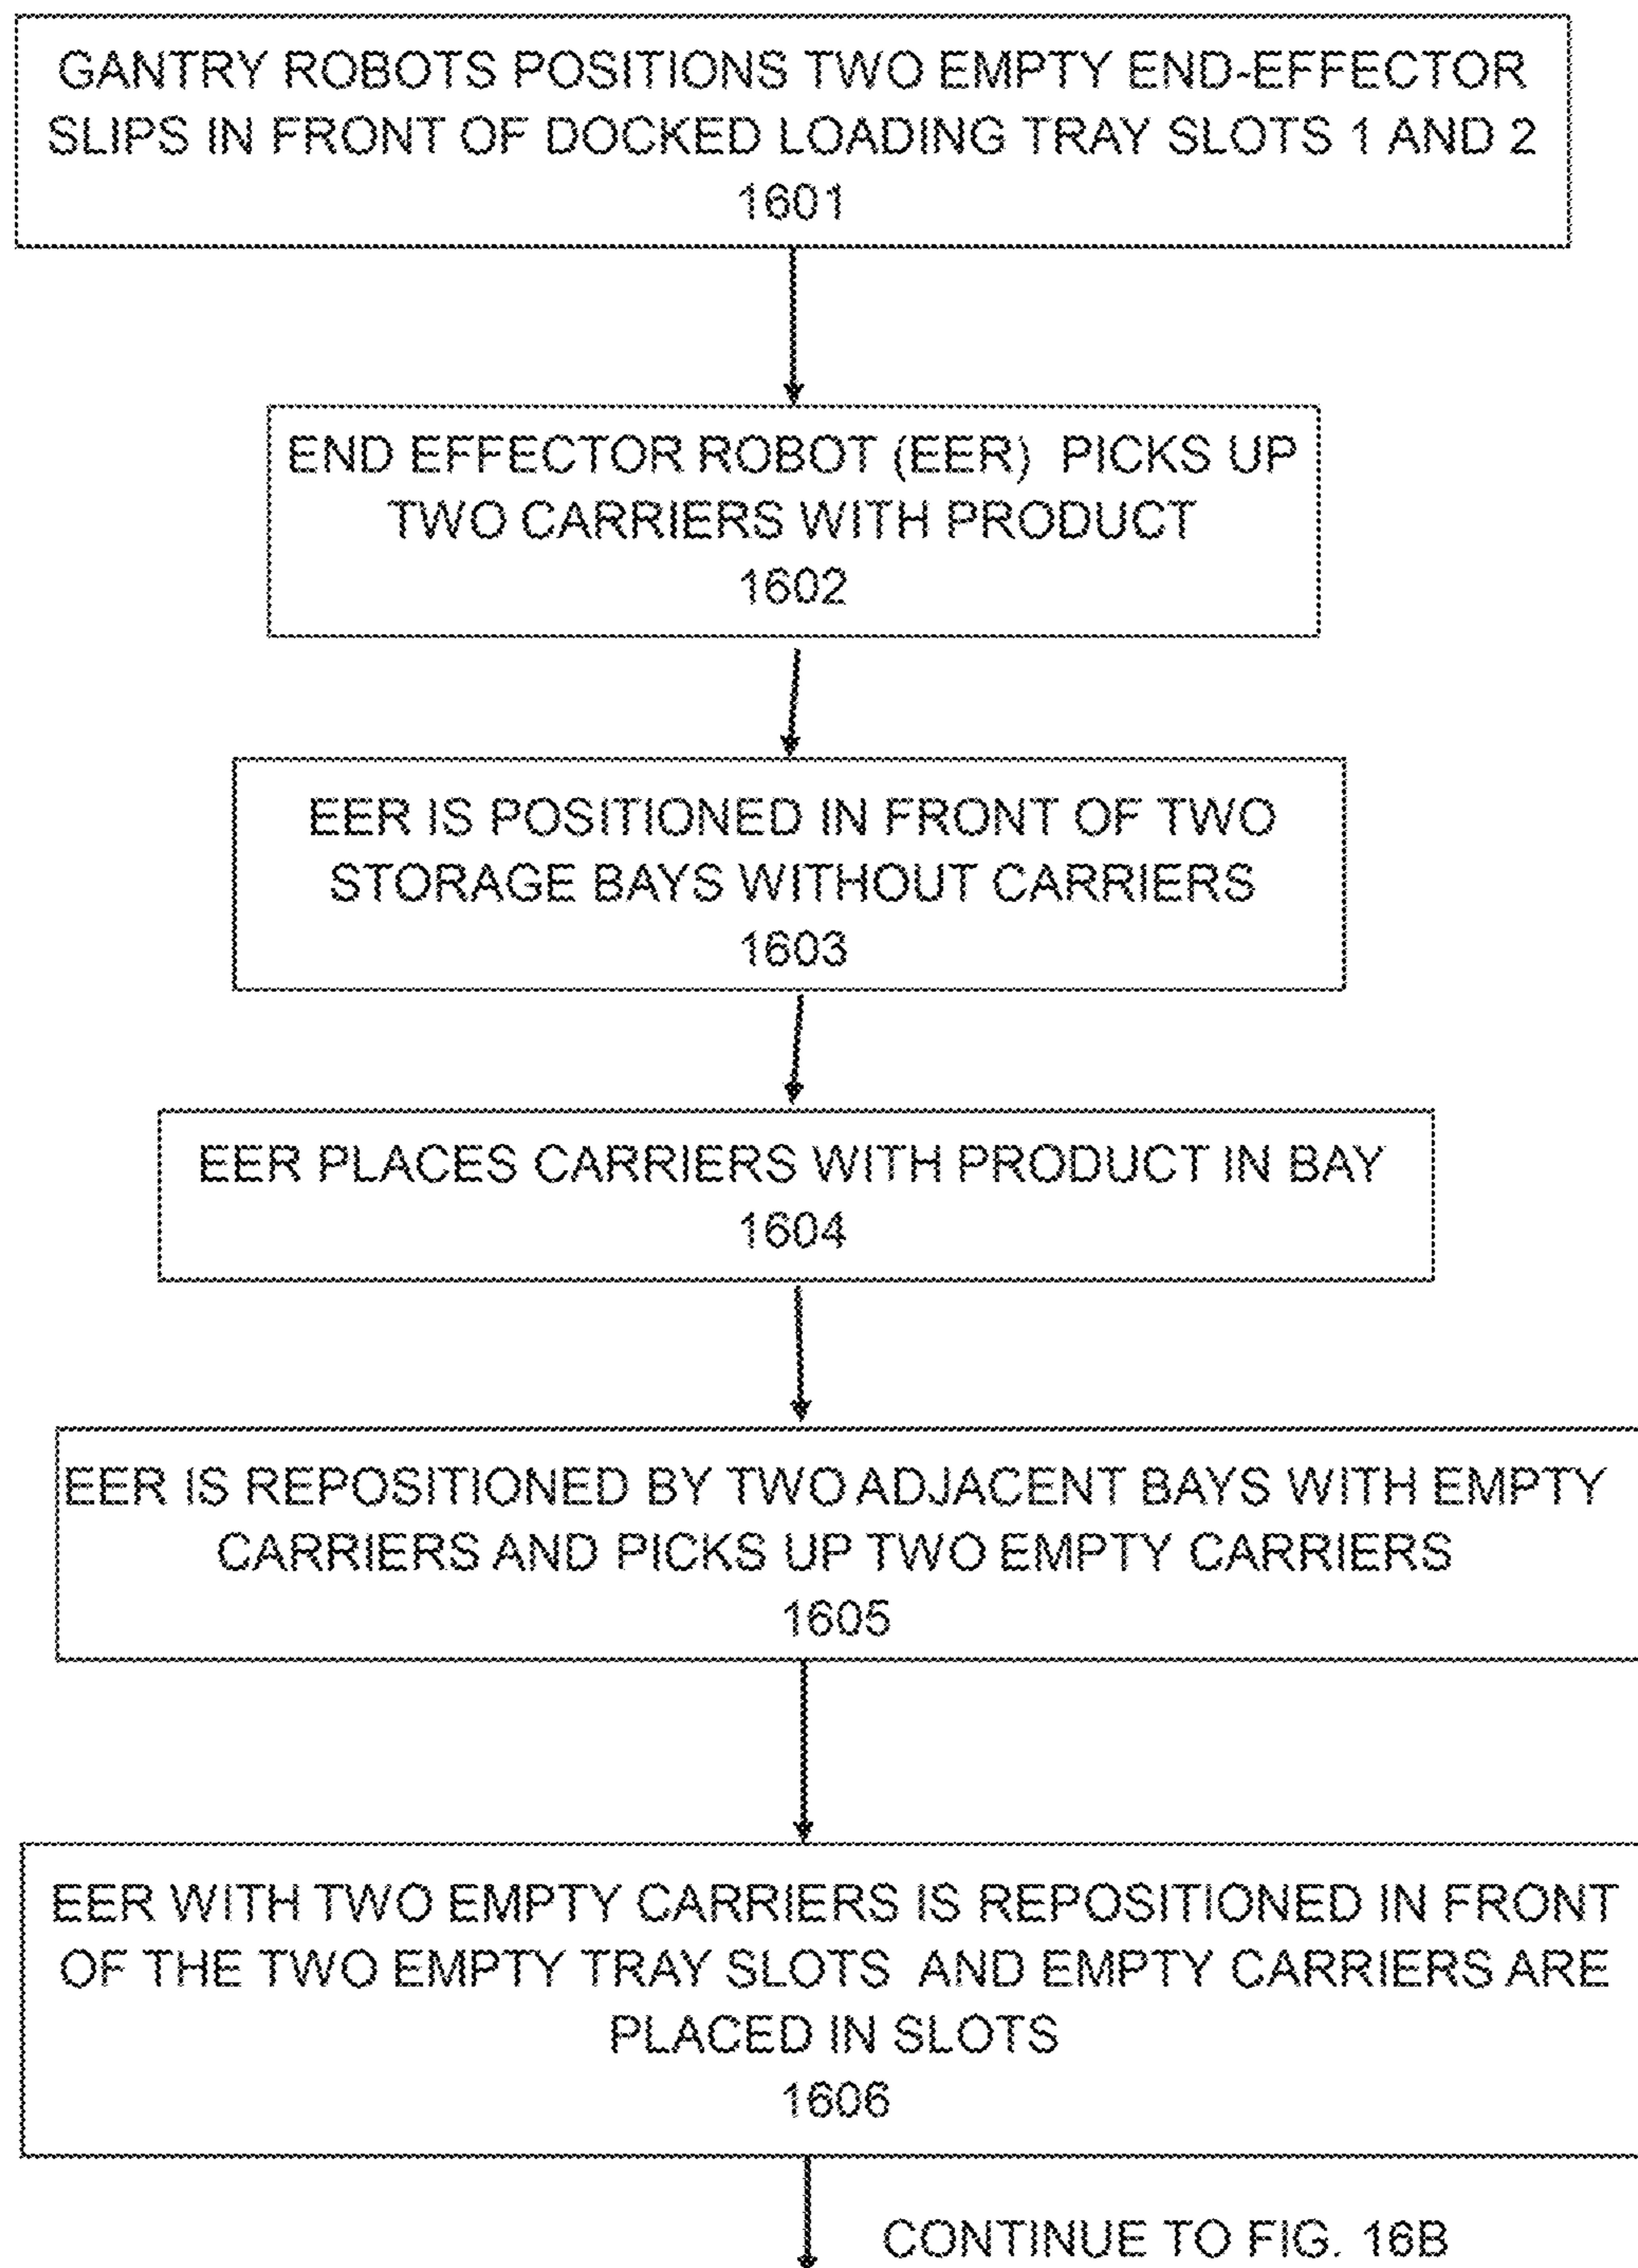 GANTRY ROBOTS POSITIONS TWO EMPTY END-EFFECTOR
SLIPS IN FRONT OF DOCKED LOADING TRAY SLOTS 1 AND 2
1601
END EFFECTOR ROBOT (EER) PICKS UP
TWO CARRIERS WITH PRODUCT
1602
EER IS POSITIONED IN FRONT OF TWO
STORAGE BAYS WITHOUT CARRIERS
1603
EER PLACES CARRIERS WITH PRODUCT IN BAY
1604
EER IS REPOSITIONED BY TWO ADJACENT BAYS WITH EMPTY
CARRIERS AND PICKS UP TWO EMPTY CARRIERS
1605
EER WITH TWO EMPTY CARRIERS IS REPOSITIONED IN FRONT
OF THE TWO EMPTY TRAY SLOTS AND EMPTY CARRIERS ARE
PLACED IN SLOTS
1606
CONTINUE TO FIG. 16B